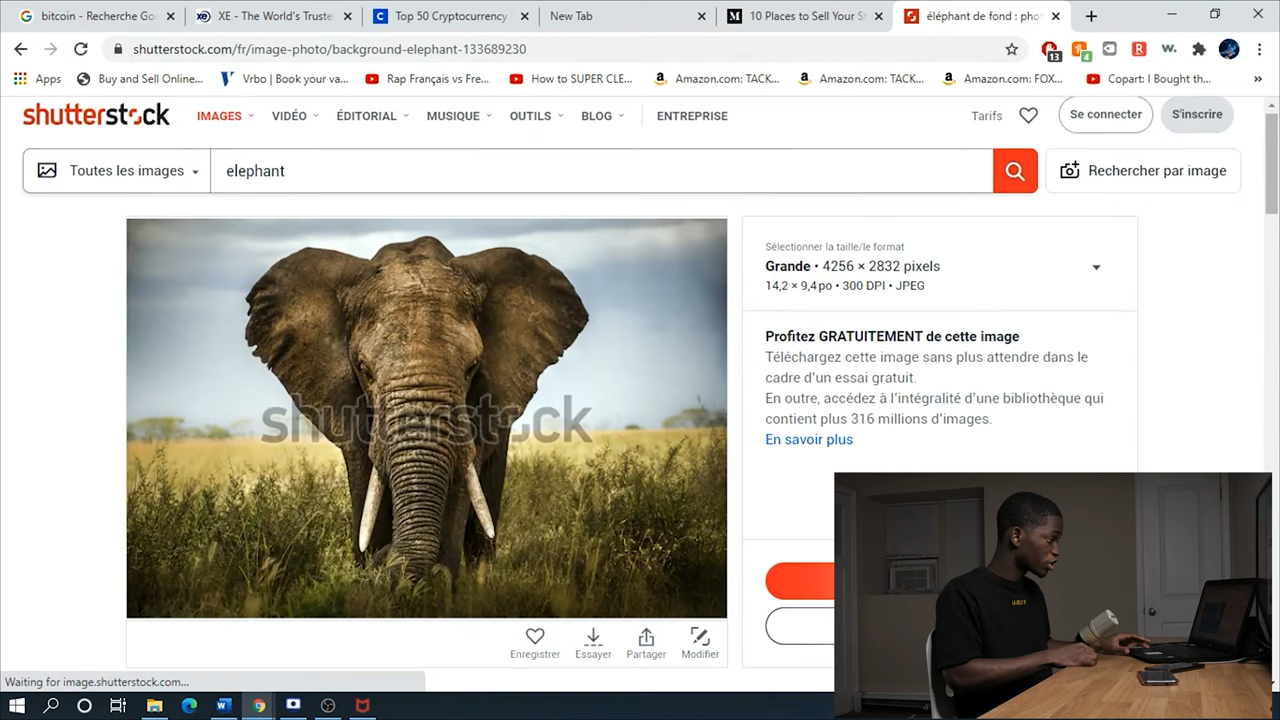 bitcoin - Recherche Go
XE - The World's Truste
Top 50 Cryptocurrency
New Tab
10 Places to Sell Your S
éléphant de fond : phot
shutterstock.com/fr/image-photo/background-elephant-133689230
13
4
Apps
Buy and Sell Online...
Vrbo | Book your va...
Rap Français vs Fre...
How to SUPER CLE...
Amazon.com: TACK...
Amazon.com: TACK...
Amazon.com: FOX...
Copart: I Bought th...
shutterstock
IMAGES
VIDÉO
ÉDITORIAL
MUSIQUE
OUTILS
BLOG
ENTREPRISE
Tarifs
Se connecter
S'inscrire
Toutes les images
elephant
Rechercher par image
shutterstock
Sélectionner la taille/le format
Grande • 4256 × 2832 pixels
14,2 × 9,4 po • 300 DPI • JPEG
Profitez GRATUITEMENT de cette image
Téléchargez cette image sans plus attendre dans le
cadre d'un essai gratuit.
En outre, accédez à l'intégralité d'une bibliothèque qui
contient plus 316 millions d'images.
En savoir plus
Enregistrer
Essayer
Partager
Modifier
Waiting for image.shutterstock.com...